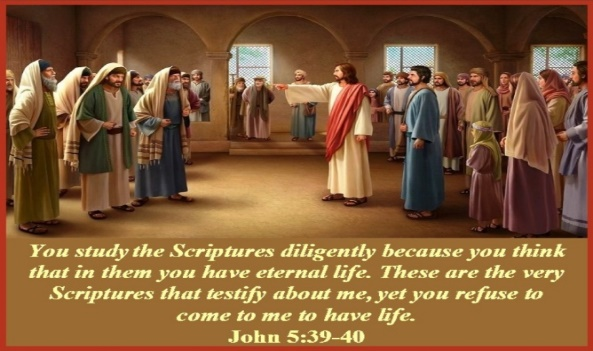 You study the Scriptures diligently because you think
that in them you have eternal life. These are the very
Scriptures that testify about me, yet you refuse to
come to me to have life.
John 5:39-40